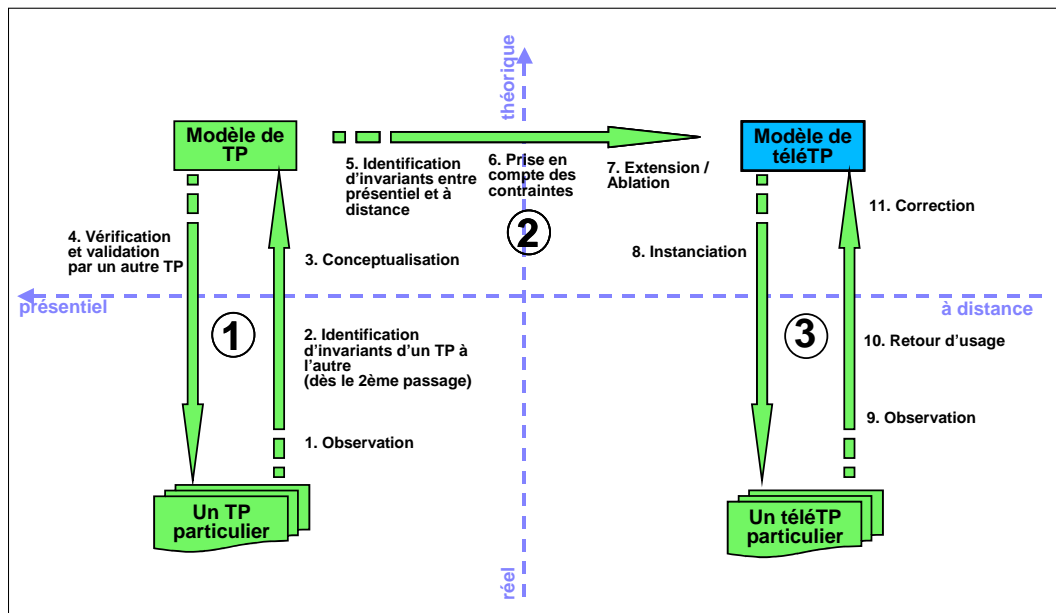 théorique
Modèle de
TP
Modèle de
téléTP
5. Identification
d'invariants entre
présentiel et à
distance
6. Prise en
compte des
contraintes
7. Extension /
Ablation
2
4. Vérification
et validation
par un autre TP
3. Conceptualisation
8. Instanciation
11. Correction
présentiel
à distance
1
2. Identification
d'invariants d'un TP à
l'autre
(dès le 2ème passage)
3
10. Retour d'usage
1. Observation
9. Observation
Un TP
particulier
Un téléTP
particulier
réel